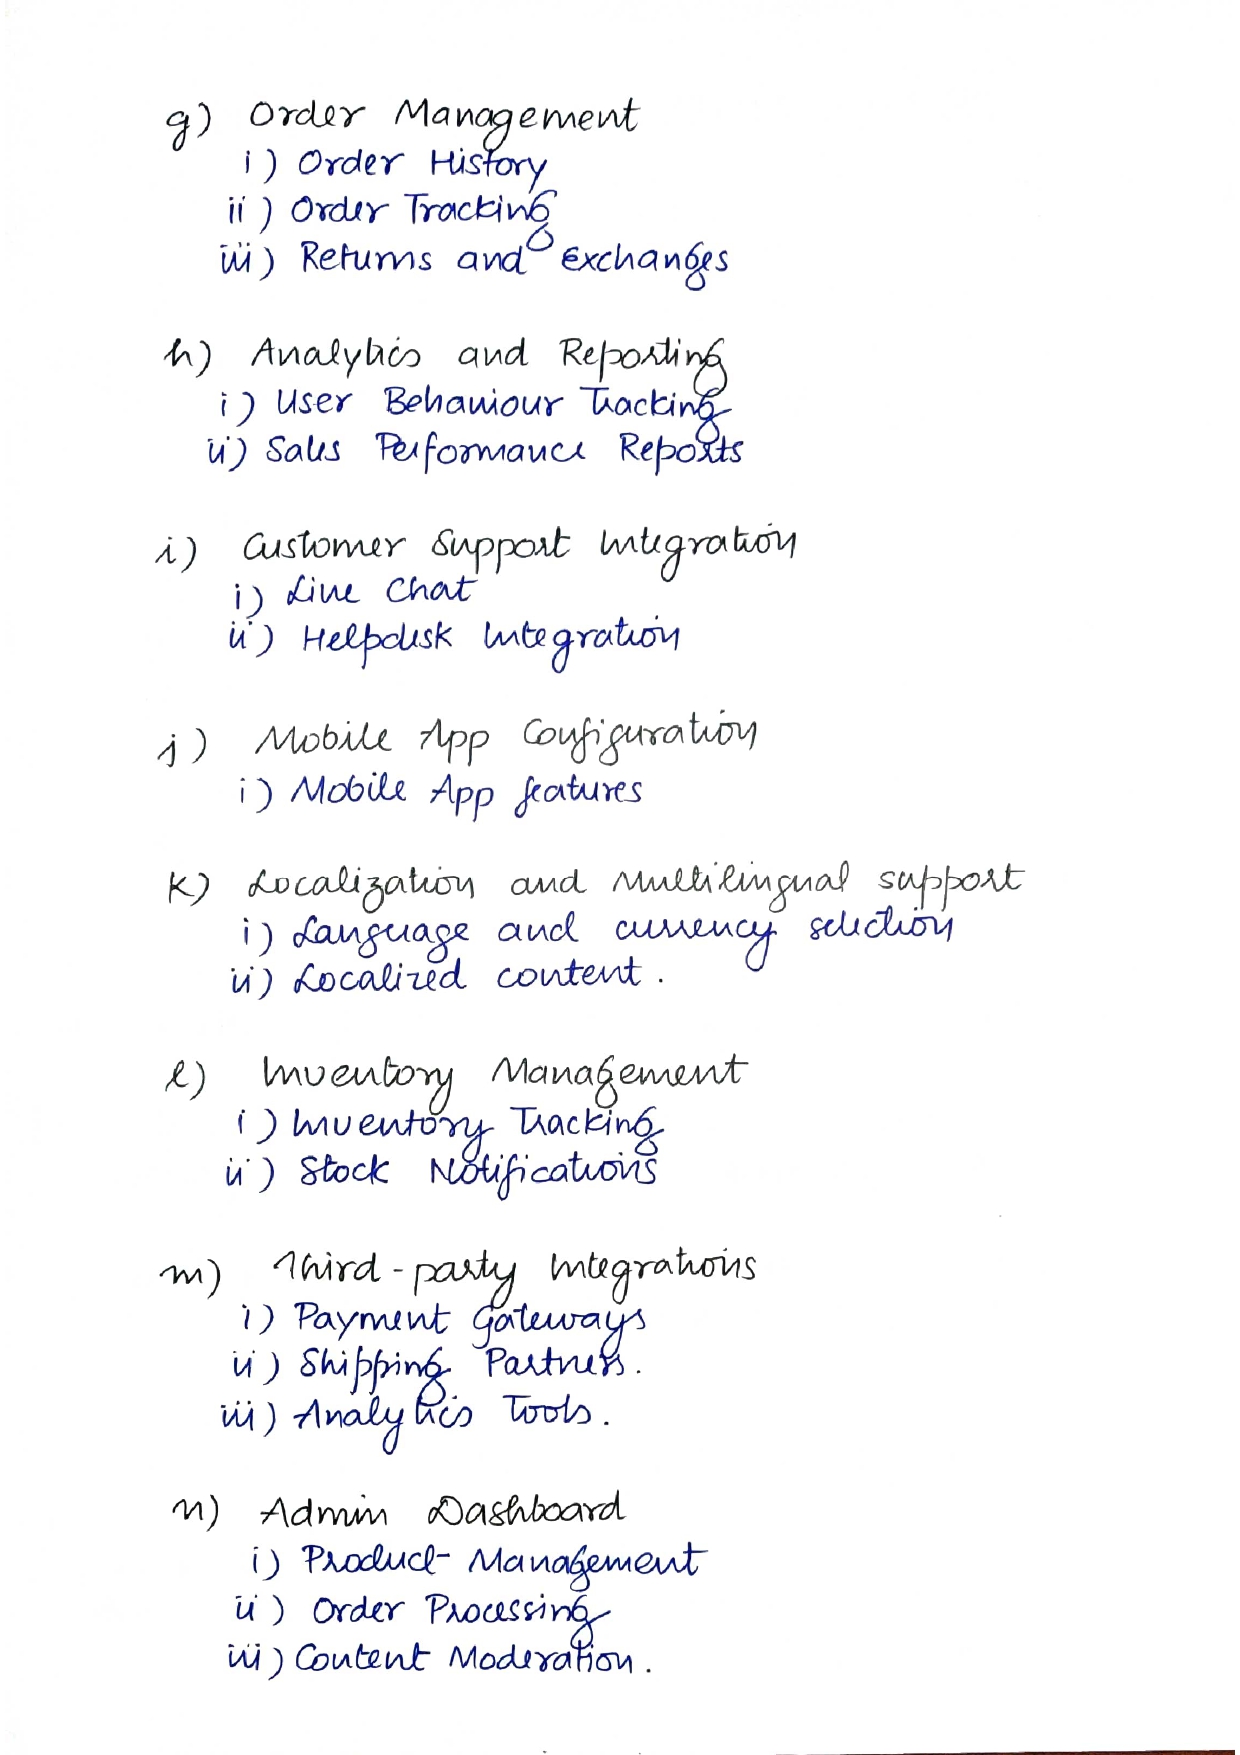 g) Order Management
i) Order History
ii) Order Tracking
iii) Returns and exchanges
h) Analytics and Reporting
i) User Behaviour Tracking
ii) Sales Performance Reports
i) Customer Support Integration
i) Live Chat
ii) Helpdesk Integration
j) Mobile App Configuration
i) Mobile App features
k) Localization and Multilingual support
i) Language and currency selection
ii) Localized content.
l) Inventory Management
i) Inventory Tracking
ii) Stock Notifications
m) Third-party Integrations
i) Payment Gateways
ii) Shipping Partners.
iii) Analytics Tools.
n) Admin Dashboard
i) Product Management
ii) Order Processing
iii) Content Moderation.